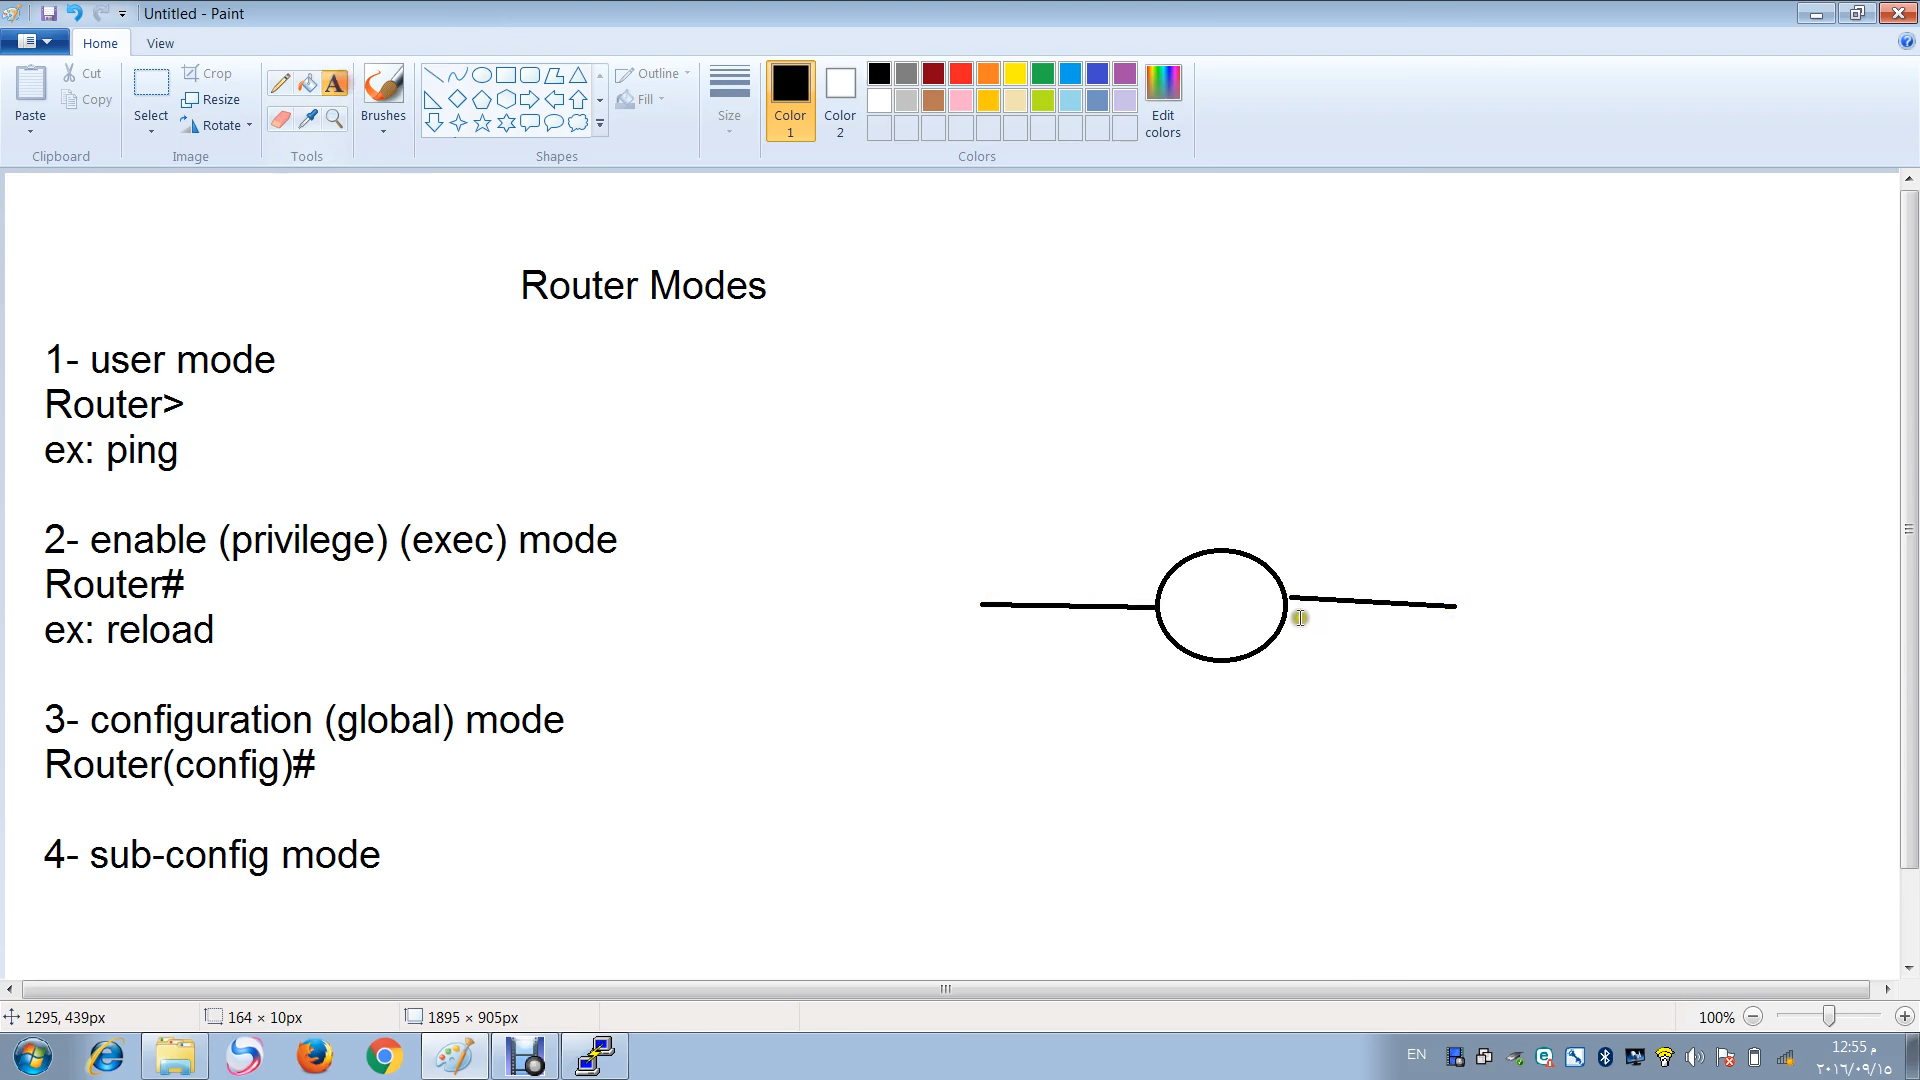 Untitled - Paint
Home
View
Paste
Cut
Copy
Clipboard
Select
Crop
Resize
Rotate
Image
A
Tools
Brushes
Outline
Fill
Shapes
Size
Color 1
Color 2
Edit colors
Colors
Router Modes
1- user mode
Router>
ex: ping
2- enable (privilege) (exec) mode
Router#
ex: reload
3- configuration (global) mode
Router(config)#
4- sub-config mode
1295, 439px
164 × 10px
1895 × 905px
100%
EN
12:55 م
٢٠١٦/٠٩/١٥